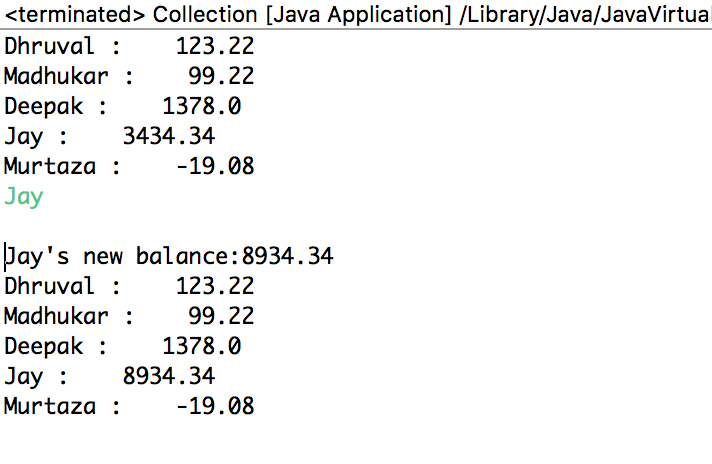 <terminated> Collection [Java Application] /Library/Java/JavaVirtual
Dhruval :    123.22
Madhukar :    99.22
Deepak :    1378.0
Jay :    3434.34
Murtaza :    -19.08
Jay
Jay's new balance:8934.34
Dhruval :    123.22
Madhukar :    99.22
Deepak :    1378.0
Jay :    8934.34
Murtaza :    -19.08